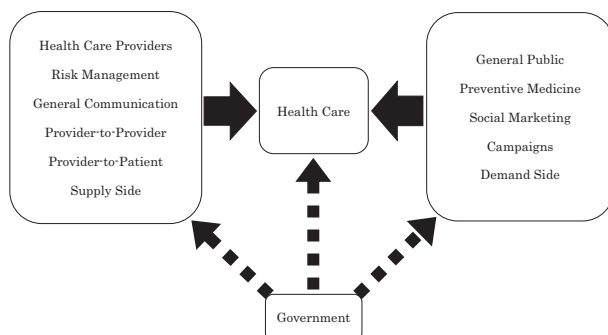 Health Care Providers
Risk Management
General Communication
Provider-to-Provider
Provider-to-Patient
Supply Side
Health Care
General Public
Preventive Medicine
Social Marketing
Campaigns
Demand Side
Government